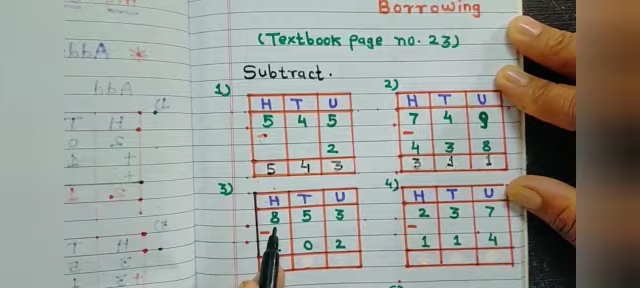 Borrowing
(Textbook page no. 23)
Subtract.
1)
H T U
5 4 5
- 2
5 4 3
2)
H T U
7 4 9
- 4 3 8
3 1 1
3)
H T U
8 5 3
- 0 2
4)
H T U
2 3 7
- 1 1 4